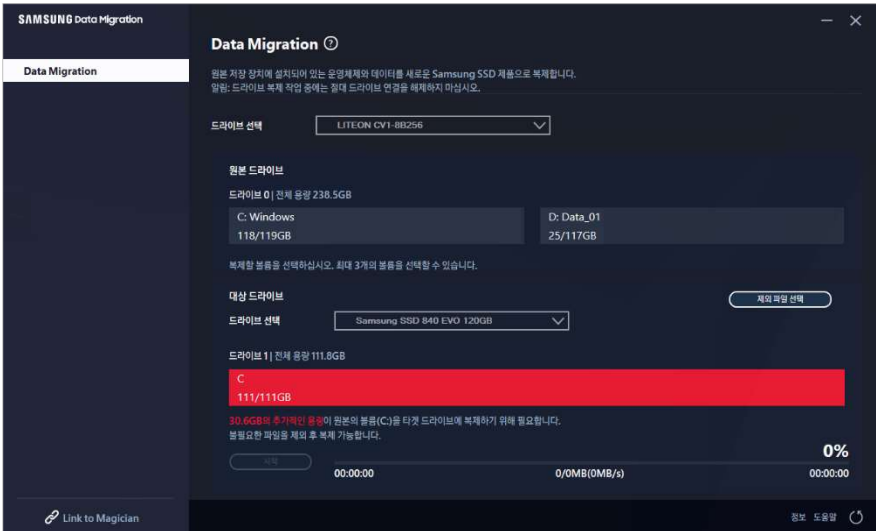 SAMSUNG Data Migration
Data Migration
Data Migration ?
원본 저장 장치에 설치되어 있는 운영체제와 데이터를 새로운 Samsung SSD 제품으로 복제합니다.
알림: 드라이브 복제 작업 중에는 절대 드라이브 연결을 해제하지 마십시오.
드라이브 선택
LITEON CV1-8B256
원본 드라이브
드라이브 0 | 전체 용량 238.5GB
C: Windows
118/119GB
D: Data_01
25/117GB
복제할 볼륨을 선택하십시오. 최대 3개의 볼륨을 선택할 수 있습니다.
대상 드라이브
제외 파일 선택
드라이브 선택
Samsung SSD 840 EVO 120GB
드라이브 1 | 전체 용량 111.8GB
C
111/111GB
30.6GB의 추가적인 용량이 원본의 볼륨(C:)을 타겟 드라이브에 복제하기 위해 필요합니다.
불필요한 파일을 제외 후 복제 가능합니다.
0%
시작
00:00:00
0/0MB(0MB/s)
00:00:00
Link to Magician
정보 도움말